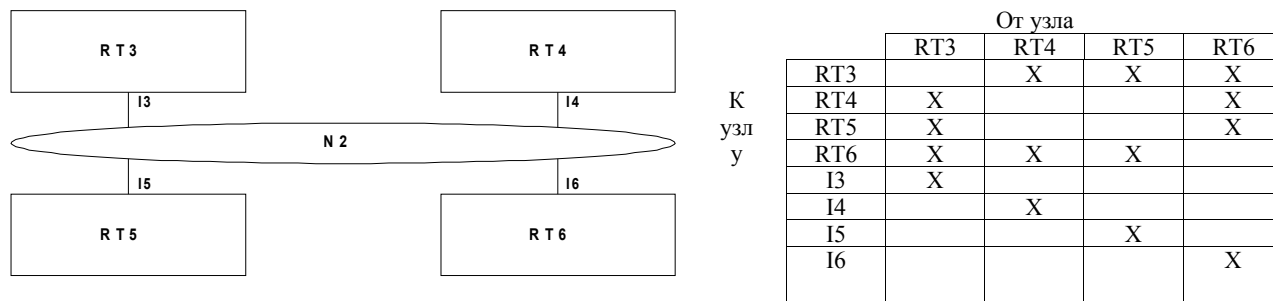 RT3
RT4
I3
I4
N2
I5
I6
RT5
RT6
От узла
RT3 RT4 RT5 RT6
К
узл
у
RT3 X X X
RT4 X X
RT5 X X
RT6 X X X
I3 X
I4 X
I5 X
I6 X